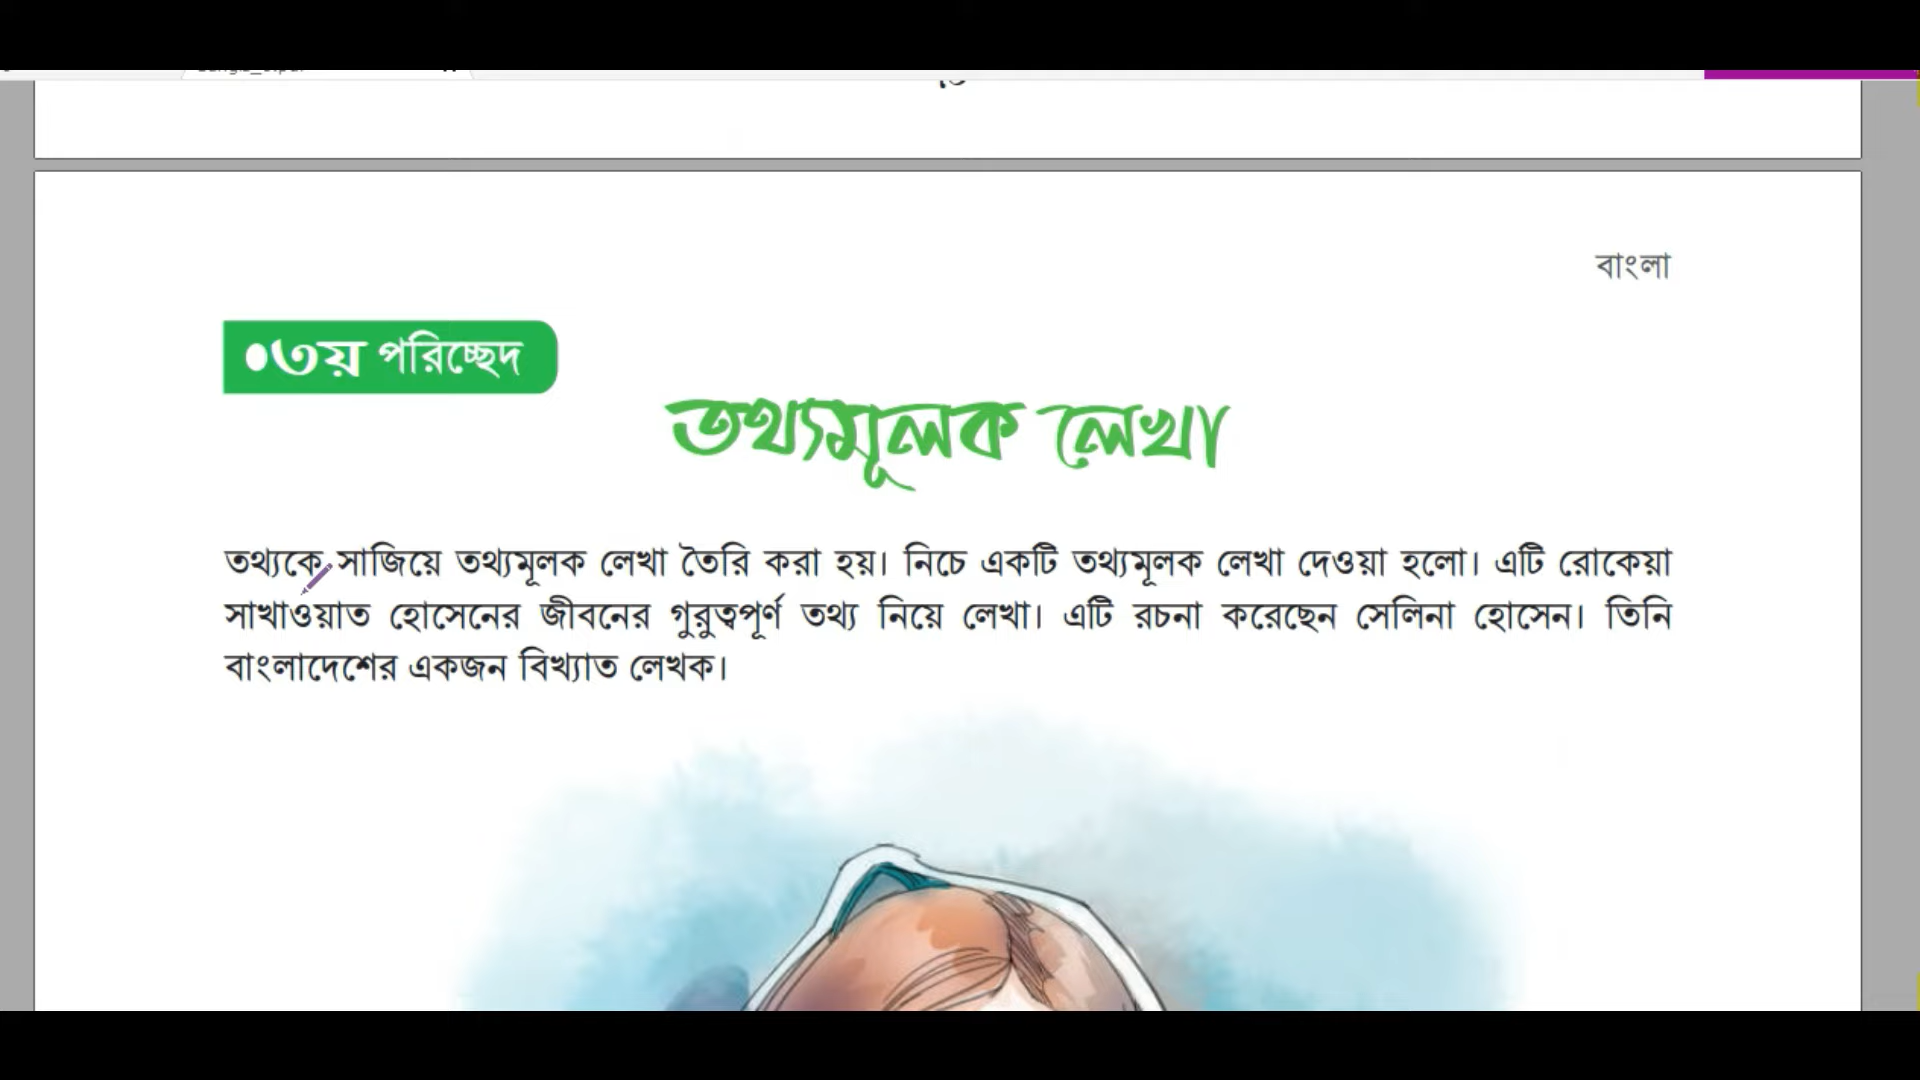 বাংলা
৩য় পরিচ্ছেদ
তথ্যমূলক লেখা
তথ্যকে সাজিয়ে তথ্যমূলক লেখা তৈরি করা হয়। নিচে একটি তথ্যমূলক লেখা দেওয়া হলো। এটি রোকেয়া
সাখাওয়াত হোসেনের জীবনের গুরুত্বপূর্ণ তথ্য নিয়ে লেখা। এটি রচনা করেছেন সেলিনা হোসেন। তিনি
বাংলাদেশের একজন বিখ্যাত লেখক।